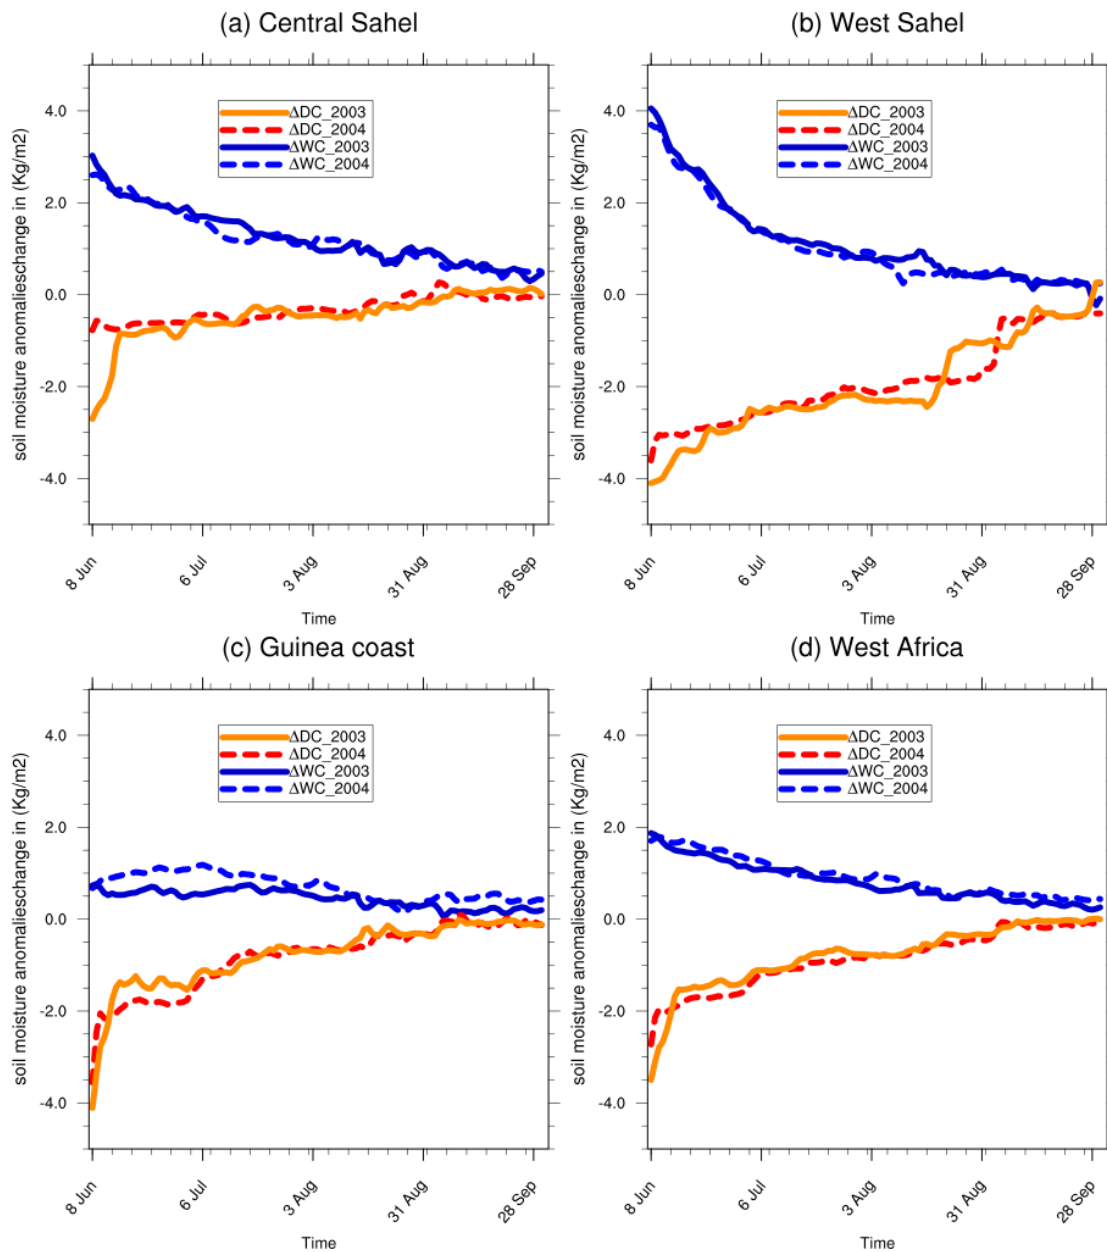 (a) Central Sahel
soil moisture anomalieschange in (Kg/m2)
4.0
2.0
0.0
-2.0
-4.0
ΔDC_2003
ΔDC_2004
ΔWC_2003
ΔWC_2004
8 Jun
6 Jul
3 Aug
31 Aug
28 Sep
Time
(b) West Sahel
soil moisture anomalieschange in (Kg/m2)
4.0
2.0
0.0
-2.0
-4.0
ΔDC_2003
ΔDC_2004
ΔWC_2003
ΔWC_2004
8 Jun
6 Jul
3 Aug
31 Aug
28 Sep
Time
(c) Guinea coast
soil moisture anomalieschange in (Kg/m2)
4.0
2.0
0.0
-2.0
-4.0
ΔDC_2003
ΔDC_2004
ΔWC_2003
ΔWC_2004
8 Jun
6 Jul
3 Aug
31 Aug
28 Sep
Time
(d) West Africa
soil moisture anomalieschange in (Kg/m2)
4.0
2.0
0.0
-2.0
-4.0
ΔDC_2003
ΔDC_2004
ΔWC_2003
ΔWC_2004
8 Jun
6 Jul
3 Aug
31 Aug
28 Sep
Time